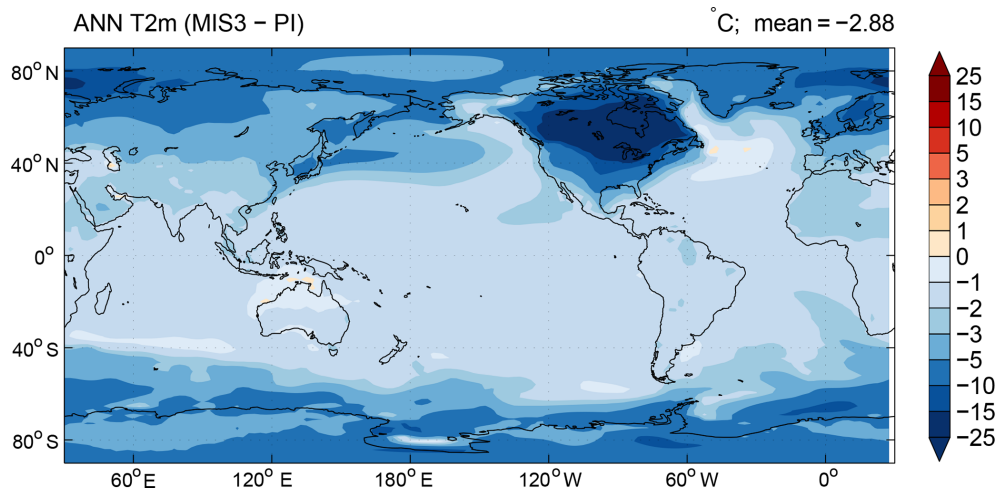 ANN T2m (MIS3 − PI)
°C; mean = −2.88
80° N
40° N
0°
40° S
80° S
60° E
120° E
180° E
120° W
60° W
0°
25
15
10
5
3
2
1
0
−1
−2
−3
−5
−10
−15
−25